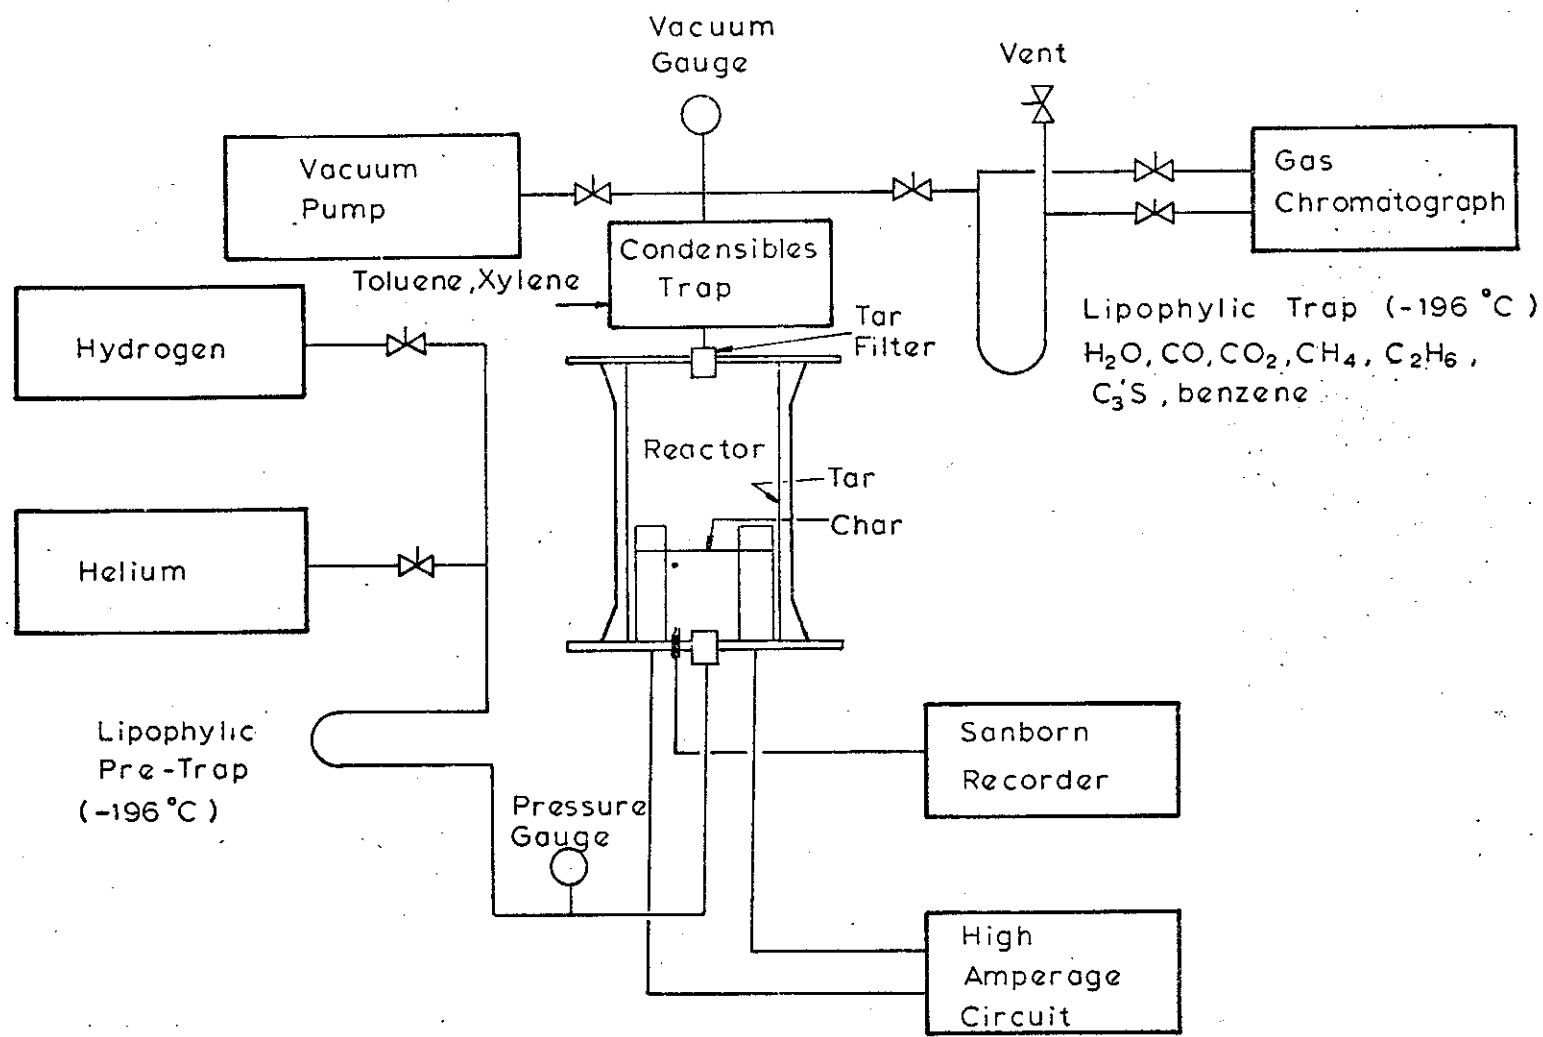 Vacuum
Gauge
Vent
Vacuum
Pump
Gas
Chromatograph
Condensibles
Trap
Toluene, Xylene
Hydrogen
Tar
Filter
Lipophylic Trap (-196 °C)
H₂O, CO, CO₂, CH₄, C₂H₆,
C₃'S, benzene
Reactor
Tar
Char
Helium
Lipophylic
Pre-Trap
(-196 °C)
Pressure
Gauge
Sanborn
Recorder
High
Amperage
Circuit